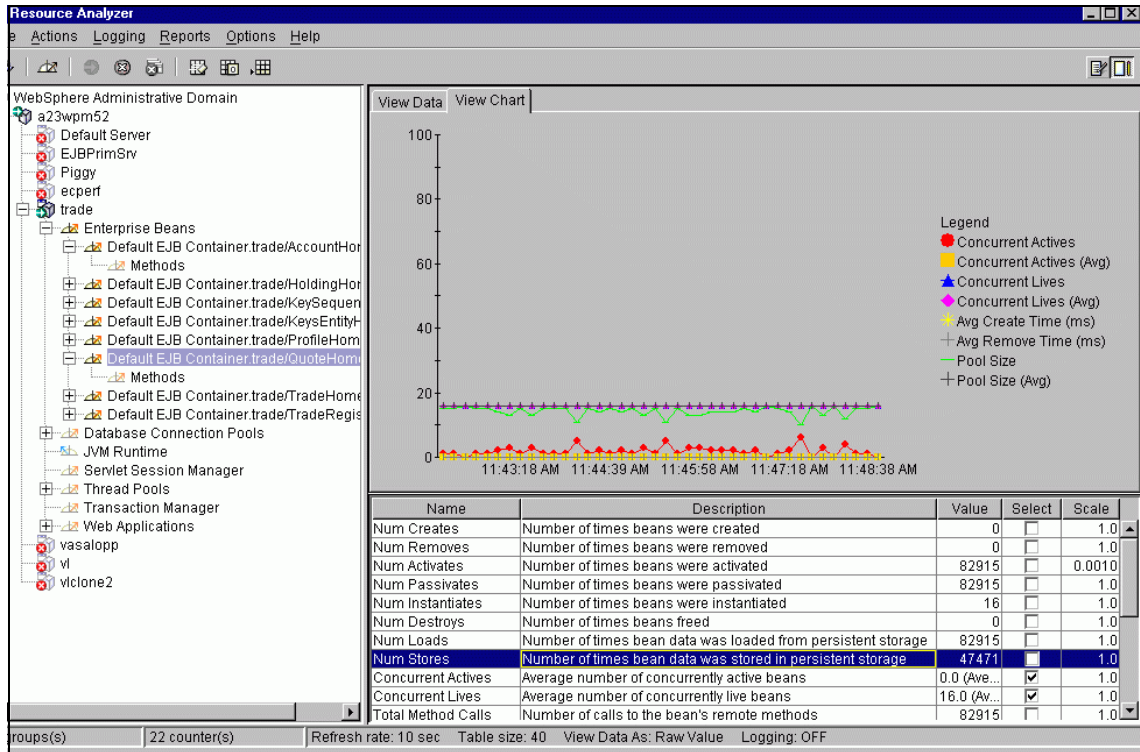 Resource Analyzer
e Actions Logging Reports Options Help
WebSphere Administrative Domain
a23wpm52
Default Server
EJBPrimSrv
Piggy
ecperf
trade
Enterprise Beans
Default EJB Container.trade/AccountHor
Methods
Default EJB Container.trade/HoldingHor
Default EJB Container.trade/KeySequen
Default EJB Container.trade/KeysEntityH
Default EJB Container.trade/ProfileHom
Default EJB Container.trade/QuoteHome
Methods
Default EJB Container.trade/TradeHome
Default EJB Container.trade/TradeRegis
Database Connection Pools
JVM Runtime
Servlet Session Manager
Thread Pools
Transaction Manager
Web Applications
vasalopp
vl
vlclone2
View Data View Chart
100
80
60
40
20
0
11:43:18 AM 11:44:39 AM 11:45:58 AM 11:47:18 AM 11:48:38 AM
Legend
Concurrent Actives
Concurrent Actives (Avg)
Concurrent Lives
Concurrent Lives (Avg)
Avg Create Time (ms)
Avg Remove Time (ms)
Pool Size
Pool Size (Avg)
Name Description Value Select Scale
Num Creates Number of times beans were created 0 1.0
Num Removes Number of times beans were removed 0 1.0
Num Activates Number of times beans were activated 82915 0.0010
Num Passivates Number of times beans were passivated 82915 1.0
Num Instantiates Number of times beans were instantiated 16 1.0
Num Destroys Number of times beans freed 0 1.0
Num Loads Number of times bean data was loaded from persistent storage 82915 1.0
Num Stores Number of times bean data was stored in persistent storage 47471 1.0
Concurrent Actives Average number of concurrently active beans 0.0 (Ave... 1.0
Concurrent Lives Average number of concurrently live beans 16.0 (Av... 1.0
Total Method Calls Number of calls to the bean's remote methods 82915 1.0
roups(s) 22 counter(s) Refresh rate: 10 sec Table size: 40 View Data As: Raw Value Logging: OFF